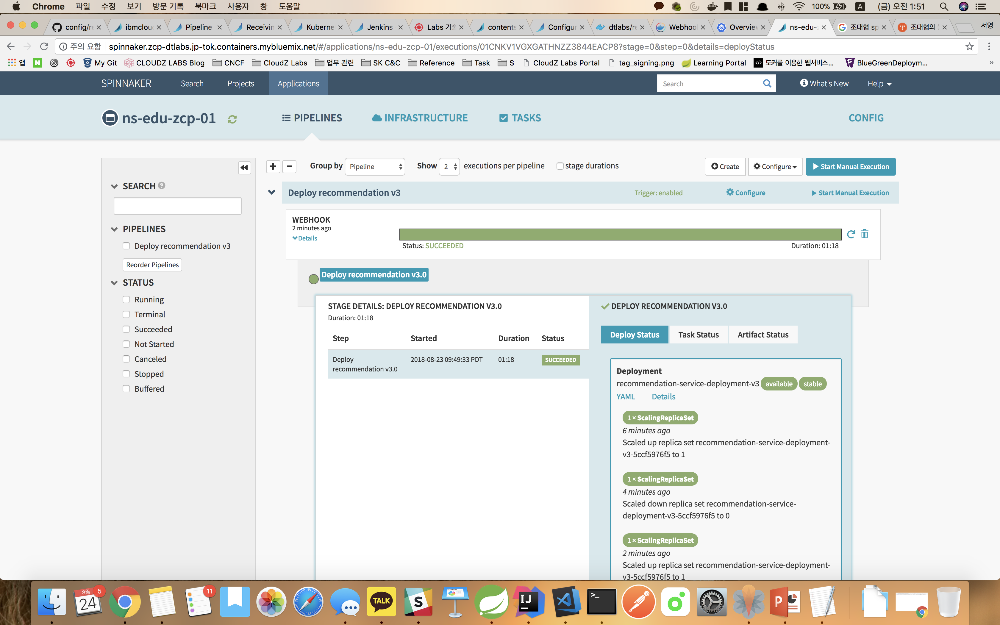 Chrome 파일 수정 보기 방문 기록 북마크 사용자 창 도움말 100% A (금) 오전 1:51
config/re ibmclou Pipeline Receivin Kuberne Jenkins Labs 기술 contents Configur dtlabs/re Webhoo Overvie ns-edu- 조대협 sp 조대협의 서영
주의 요함 spinnaker.zcp-dtlabs.jp-tok.containers.mybluemix.net/#/applications/ns-edu-zcp-01/executions/01CNKV1VGXGATHNZZ3844EACP8?stage=0&step=0&details=deployStatus
앱 N My Git CLOUDZ LABS Blog CNCF CloudZ Labs 업무 관련 SK C&C Reference Task S CloudZ Labs Portal tag_signing.png Learning Portal 도커를 이용한 웹서비스... BlueGreenDeploym... »
SPINNAKER Search Projects Applications Search What's New Help
ns-edu-zcp-01 PIPELINES INFRASTRUCTURE TASKS CONFIG
Group by Pipeline Show 2 executions per pipeline stage durations Create Configure Start Manual Execution
SEARCH
PIPELINES
Deploy recommendation v3
Reorder Pipelines
STATUS
Running
Terminal
Succeeded
Not Started
Canceled
Stopped
Buffered
Deploy recommendation v3 Trigger: enabled Configure Start Manual Execution
WEBHOOK
2 minutes ago
Details
Status: SUCCEEDED Duration: 01:18
Deploy recommendation v3.0
STAGE DETAILS: DEPLOY RECOMMENDATION V3.0
Duration: 01:18
Step Started Duration Status
Deploy recommendation v3.0 2018-08-23 09:49:33 PDT 01:18 SUCCEEDED
DEPLOY RECOMMENDATION V3.0
Deploy Status Task Status Artifact Status
Deployment
recommendation-service-deployment-v3 available stable
YAML Details
1 × ScalingReplicaSet
6 minutes ago
Scaled up replica set recommendation-service-deployment-
v3-5ccf5976f5 to 1
1 × ScalingReplicaSet
4 minutes ago
Scaled down replica set recommendation-service-
deployment-v3-5ccf5976f5 to 0
1 × ScalingReplicaSet
2 minutes ago
Scaled up replica set recommendation-service-deployment-
v3-5ccf5976f5 to 1
8월 24 5 11 TALK S IJ >_ P